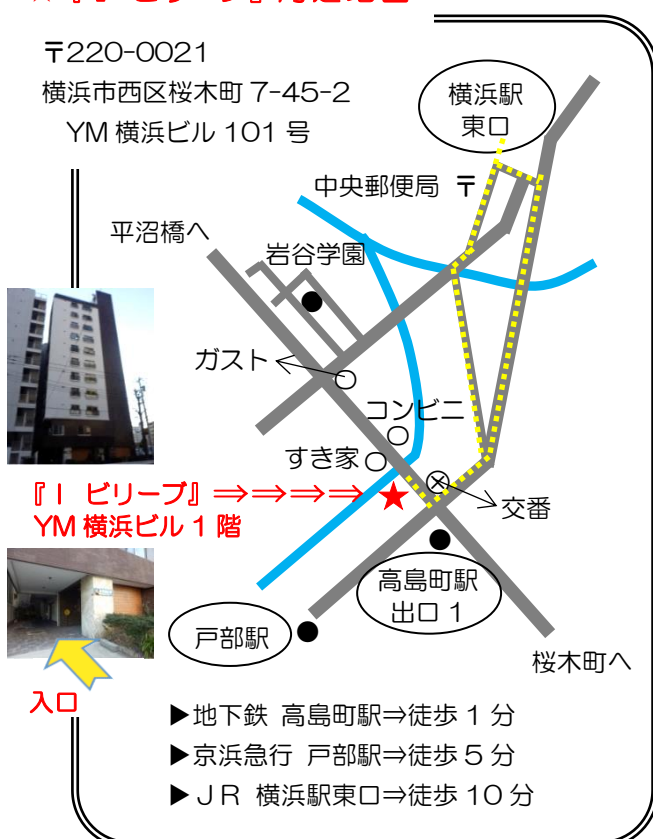 〒220-0021
横浜市西区桜木町 7-45-2
YM 横浜ビル 101 号
横浜駅
東口
中央郵便局 〒
平沼橋へ
岩谷学園
ガスト
コンビニ
すき家
『I ビリーブ』⇒⇒⇒⇒⇒
YM 横浜ビル 1 階
交番
高島町駅
出口 1
戸部駅
桜木町へ
入口
▶地下鉄 高島町駅⇒徒歩 1 分
▶京浜急行 戸部駅⇒徒歩 5 分
▶ＪＲ 横浜駅東口⇒徒歩 10 分